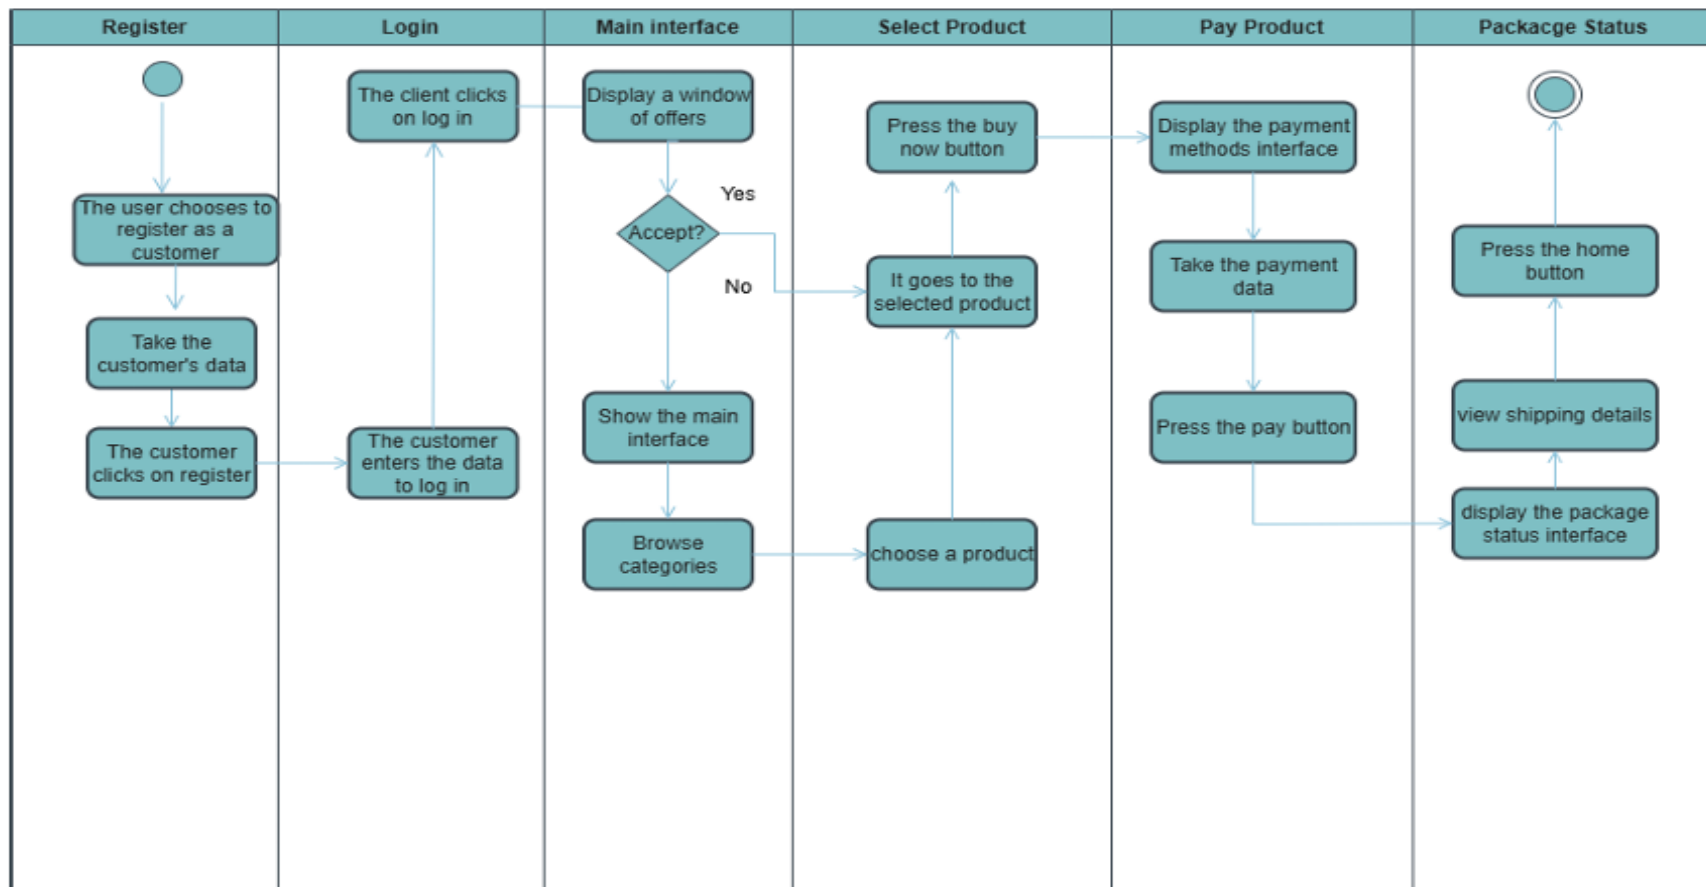 Register
Login
Main interface
Select Product
Pay Product
Packacge Status
The user chooses to
register as a
customer
Take the
customer's data
The customer
clicks on register
The client clicks
on log in
The customer
enters the data
to log in
Display a window
of offers
Accept?
Yes
No
Show the main
interface
Browse
categories
Press the buy
now button
It goes to the
selected product
choose a product
Display the payment
methods interface
Take the payment
data
Press the pay button
Press the home
button
view shipping details
display the package
status interface